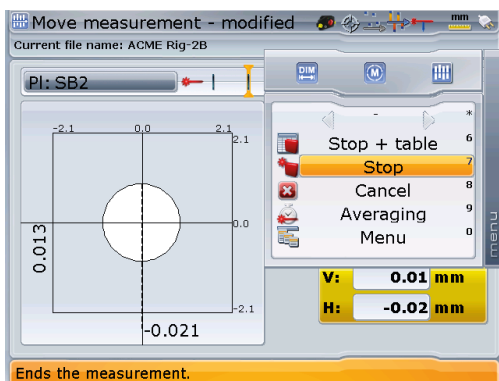 Move measurement - modified mm
Current file name: ACME Rig-2B
PI: SB2
DIM M
- *
Stop + table 6
Stop 7
Cancel 8
Averaging 9
Menu 0
menu
-2.1 0.0 2.1
2.1
0.0
-2.1
0.013
-0.021
V: 0.01 mm
H: -0.02 mm
Ends the measurement.